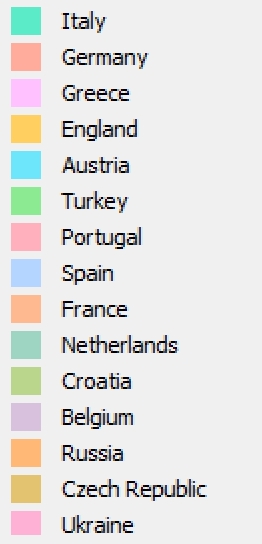 Italy
Germany
Greece
England
Austria
Turkey
Portugal
Spain
France
Netherlands
Croatia
Belgium
Russia
Czech Republic
Ukraine